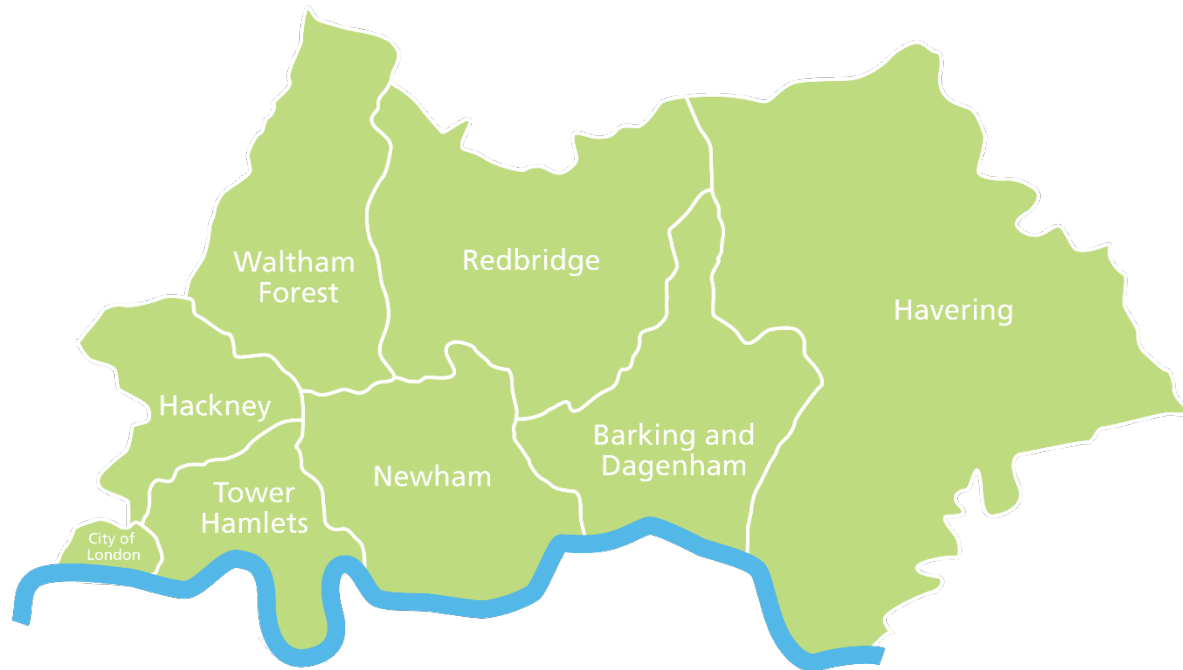 Waltham
Forest
Redbridge
Havering
Hackney
Barking and
Dagenham
Newham
Tower
Hamlets
City of
London